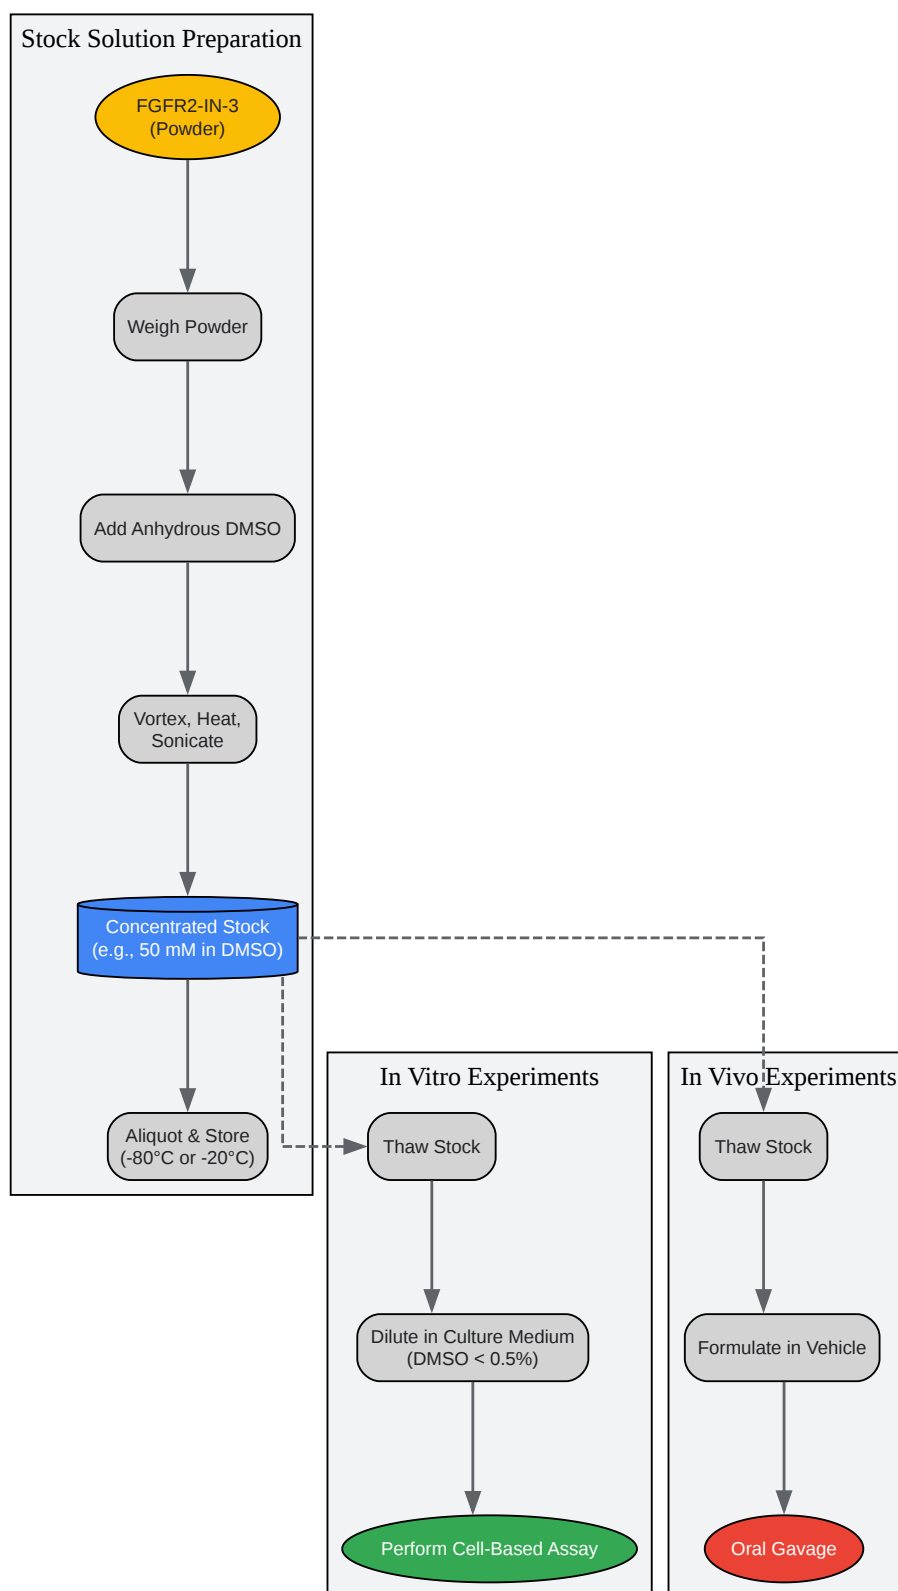 Stock Solution Preparation
FGFR2-IN-3
(Powder)
Weigh Powder
Add Anhydrous DMSO
Vortex, Heat,
Sonicate
Concentrated Stock
(e.g., 50 mM in DMSO)
Aliquot & Store
(-80°C or -20°C)
In Vitro Experiments
Thaw Stock
Dilute in Culture Medium
(DMSO < 0.5%)
Perform Cell-Based Assay
In Vivo Experiments
Thaw Stock
Formulate in Vehicle
Oral Gavage